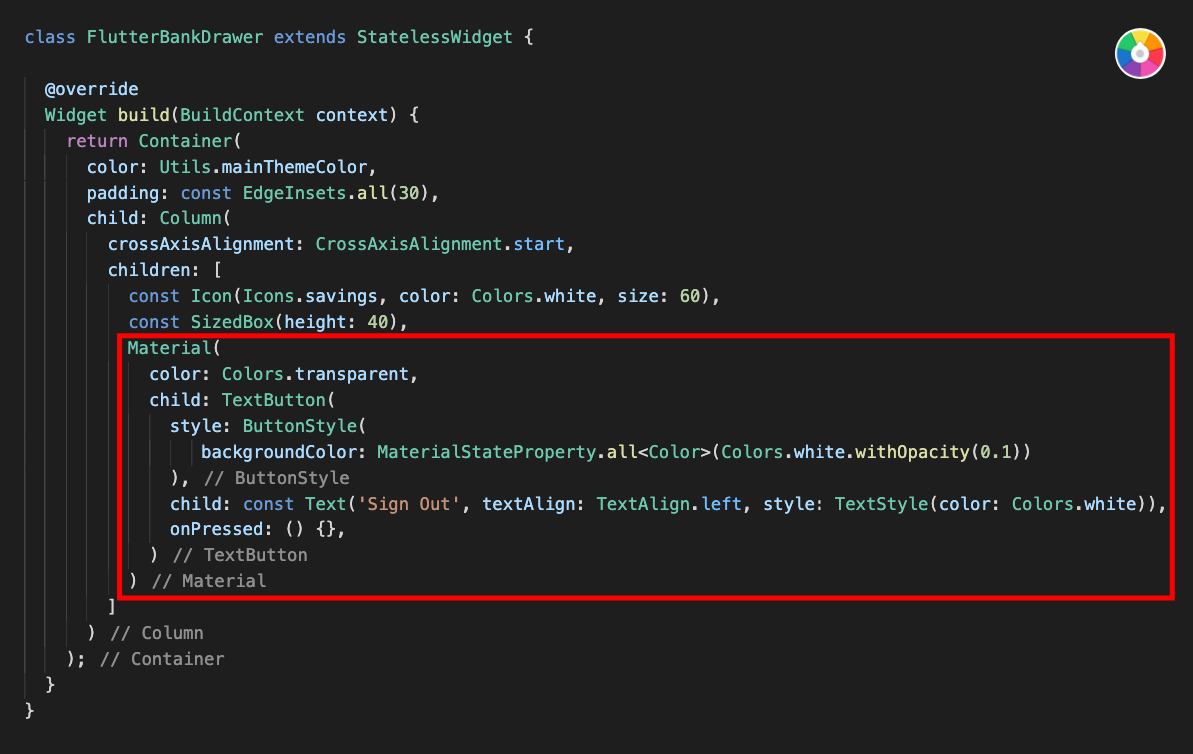 class FlutterBankDrawer extends StatelessWidget {
@override
Widget build(BuildContext context) {
return Container(
color: Utils.mainThemeColor,
padding: const EdgeInsets.all(30),
child: Column(
crossAxisAlignment: CrossAxisAlignment.start,
children: [
const Icon(Icons.savings, color: Colors.white, size: 60),
const SizedBox(height: 40),
Material(
color: Colors.transparent,
child: TextButton(
style: ButtonStyle(
backgroundColor: MaterialStateProperty.all<Color>(Colors.white.withOpacity(0.1))
), // ButtonStyle
child: const Text('Sign Out', textAlign: TextAlign.left, style: TextStyle(color: Colors.white)),
onPressed: () {},
) // TextButton
) // Material
]
) // Column
); // Container
}
}